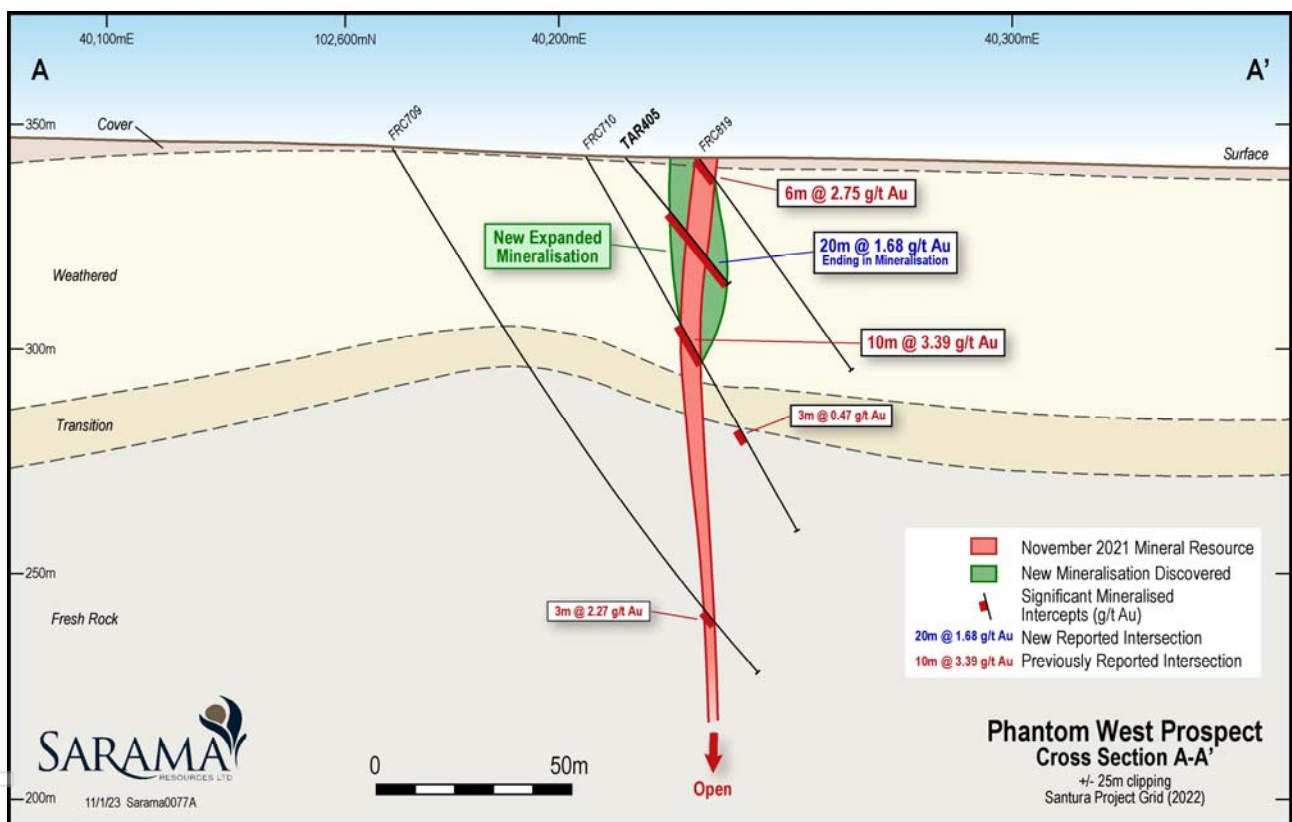 40,100mE
102,600mN
40,200mE
40,300mE
A
A'
350m
Cover
FRC709
FRC710
TAR405
FRC819
Surface
6m @ 2.75 g/t Au
New Expanded
Mineralisation
20m @ 1.68 g/t Au
Ending in Mineralisation
Weathered
300m
10m @ 3.39 g/t Au
3m @ 0.47 g/t Au
Transition
250m
Fresh Rock
3m @ 2.27 g/t Au
November 2021 Mineral Resource
New Mineralisation Discovered
Significant Mineralised
Intercepts (g/t Au)
20m @ 1.68 g/t Au New Reported Intersection
10m @ 3.39 g/t Au Previously Reported Intersection
SARAMA
RESOURCES LTD
11/1/23 Sarama0077A
200m
0
50m
Open
Phantom West Prospect
Cross Section A-A'
+/- 25m clipping
Santura Project Grid (2022)